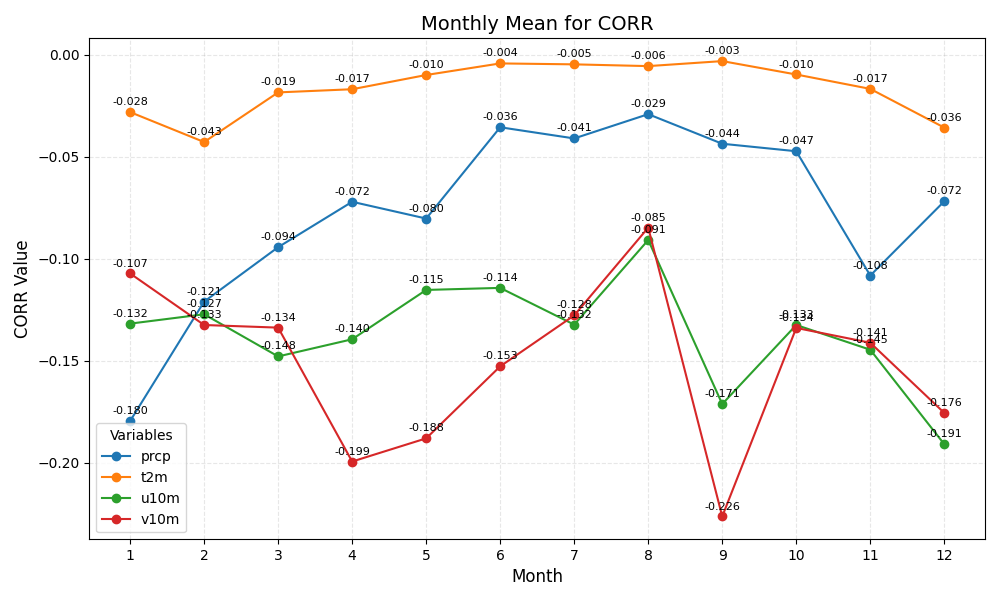 Monthly Mean for CORR
CORR Value
0.00
−0.05
−0.10
−0.15
−0.20
-0.028 -0.043 -0.019 -0.017 -0.010 -0.004 -0.005 -0.006 -0.003 -0.010 -0.017 -0.036
-0.180 -0.121 -0.094 -0.072 -0.080 -0.036 -0.041 -0.029 -0.044 -0.047 -0.108 -0.072
-0.132 -0.127 -0.148 -0.140 -0.115 -0.114 -0.132 -0.091 -0.171 -0.133 -0.145 -0.191
-0.107 -0.133 -0.134 -0.199 -0.188 -0.153 -0.128 -0.085 -0.226 -0.134 -0.141 -0.176
Variables
prcp
t2m
u10m
v10m
1 2 3 4 5 6 7 8 9 10 11 12
Month